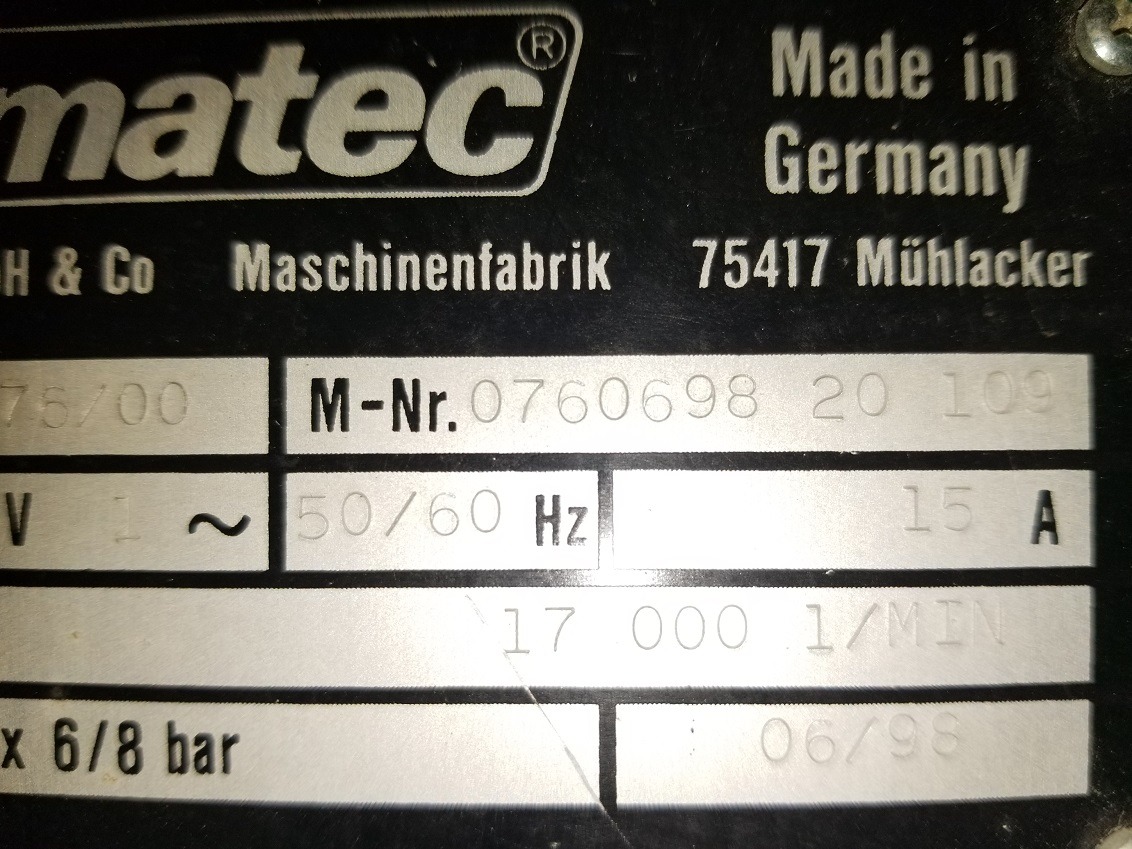 matec®
Made in
Germany
H & Co Maschinenfabrik 75417 Mühlacker
76/00 M-Nr. 0760698 20 109
V 1 ~ 50/60 Hz 15 A
17 000 1/MIN
x 6/8 bar 06/98